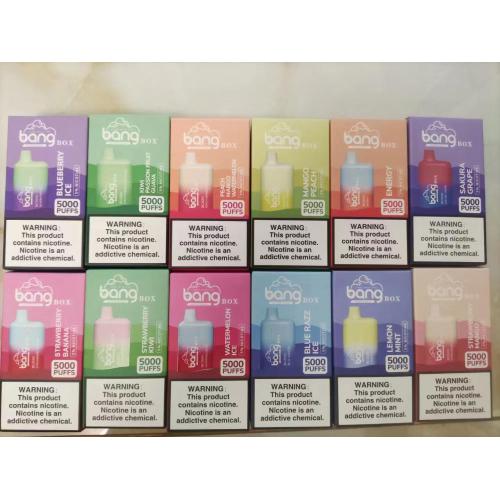 bang BOX
BLUEBERRY
ICE
5000
PUFFS
WARNING:
This product
contains nicotine.
Nicotine is an
addictive chemical.
bang BOX
KIWI
PASSION FRUIT
GUAVA
5000
PUFFS
WARNING:
This product
contains nicotine.
Nicotine is an
addictive chemical.
bang BOX
PEACH
MANGO
WATERMELON
5000
PUFFS
WARNING:
This product
contains nicotine.
Nicotine is an
addictive chemical.
bang BOX
MANGO
PEACH
5000
PUFFS
WARNING:
This product
contains nicotine.
Nicotine is an
addictive chemical.
bang BOX
ENERGY
5000
PUFFS
WARNING:
This product
contains nicotine.
Nicotine is an
addictive chemical.
bang BOX
SAKURA
GRAPE
5000
PUFFS
WARNING:
This product
contains nicotine.
Nicotine is an
addictive chemical.
bang BOX
STRAWBERRY
BANANA
5000
PUFFS
WARNING:
This product
contains nicotine.
Nicotine is an
addictive chemical.
bang BOX
STRAWBERRY
KIWI
5000
PUFFS
WARNING:
This product
contains nicotine.
Nicotine is an
addictive chemical.
bang BOX
WATERMELON
ICE
5000
PUFFS
WARNING:
This product
contains nicotine.
Nicotine is an
addictive chemical.
bang BOX
BLUE RAZZ
ICE
5000
PUFFS
WARNING:
This product
contains nicotine.
Nicotine is an
addictive chemical.
bang BOX
LEMON
MINT
5000
PUFFS
WARNING:
This product
contains nicotine.
Nicotine is an
addictive chemical.
bang BOX
5000
PUFFS
WARNING:
This product
contains nicotine.
Nicotine is an
addictive chemical.